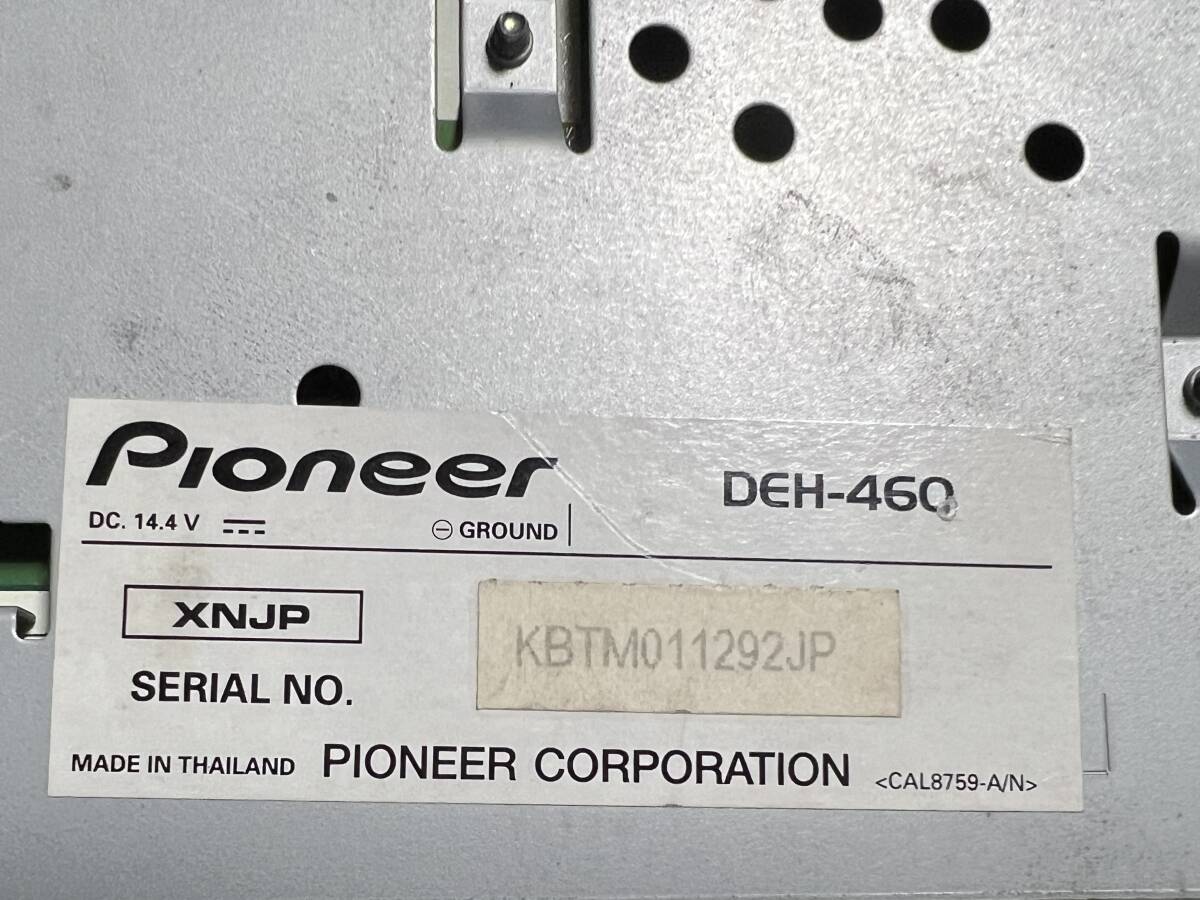 Pioneer
DEH-460
DC. 14.4 V
⊖ GROUND
XNJP
KBTM011292JP
SERIAL NO.
MADE IN THAILAND PIONEER CORPORATION <CAL8759-A/N>